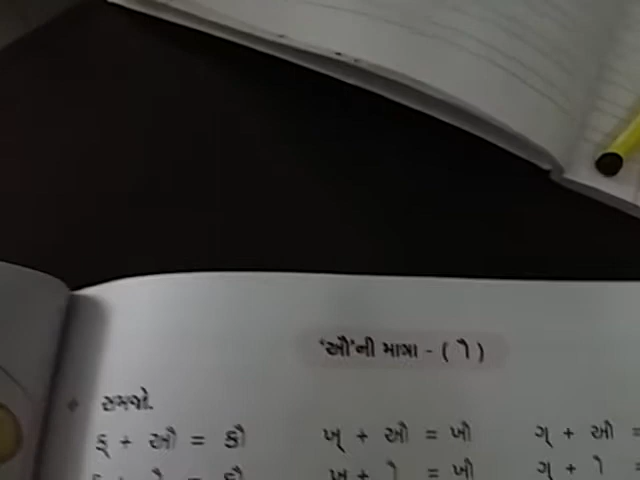 'ઔ'ની માત્રા - ( ૌ )
સમજો.
ક્ + ઔ = કૌ ખ્ + ઔ = ખૌ ગ્ + ઔ =
ખ્ + ૌ = ખૌ ગ્ + ૌ =